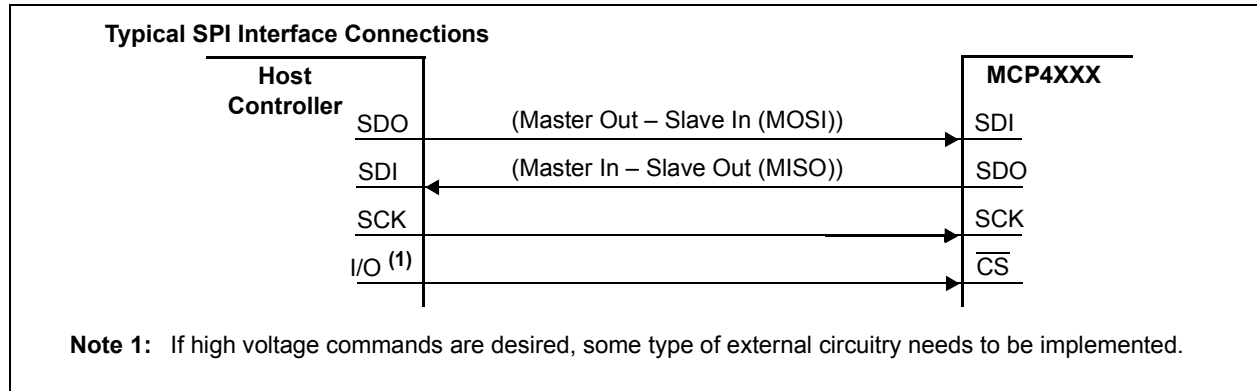 Typical SPI Interface Connections
Host
Controller
MCP4XXX
SDO
(Master Out – Slave In (MOSI))
SDI
SDI
(Master In – Slave Out (MISO))
SDO
SCK
SCK
I/O (1)
CS
Note 1: If high voltage commands are desired, some type of external circuitry needs to be implemented.